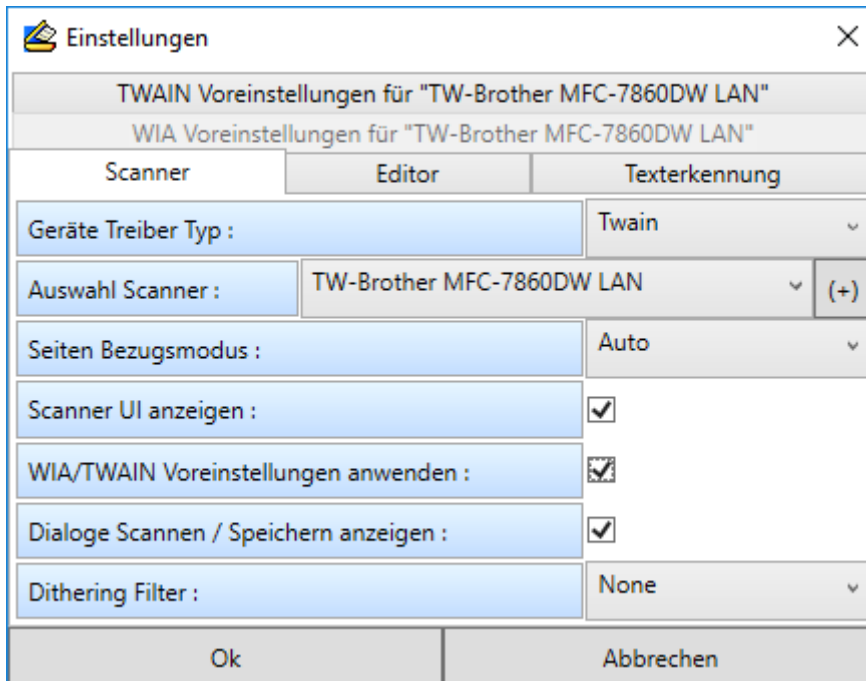 Einstellungen
TWAIN Voreinstellungen für "TW-Brother MFC-7860DW LAN"
WIA Voreinstellungen für "TW-Brother MFC-7860DW LAN"
Scanner Editor Texterkennung
Geräte Treiber Typ : Twain
Auswahl Scanner : TW-Brother MFC-7860DW LAN (+)
Seiten Bezugsmodus : Auto
Scanner UI anzeigen :
WIA/TWAIN Voreinstellungen anwenden :
Dialoge Scannen / Speichern anzeigen :
Dithering Filter : None
Ok Abbrechen